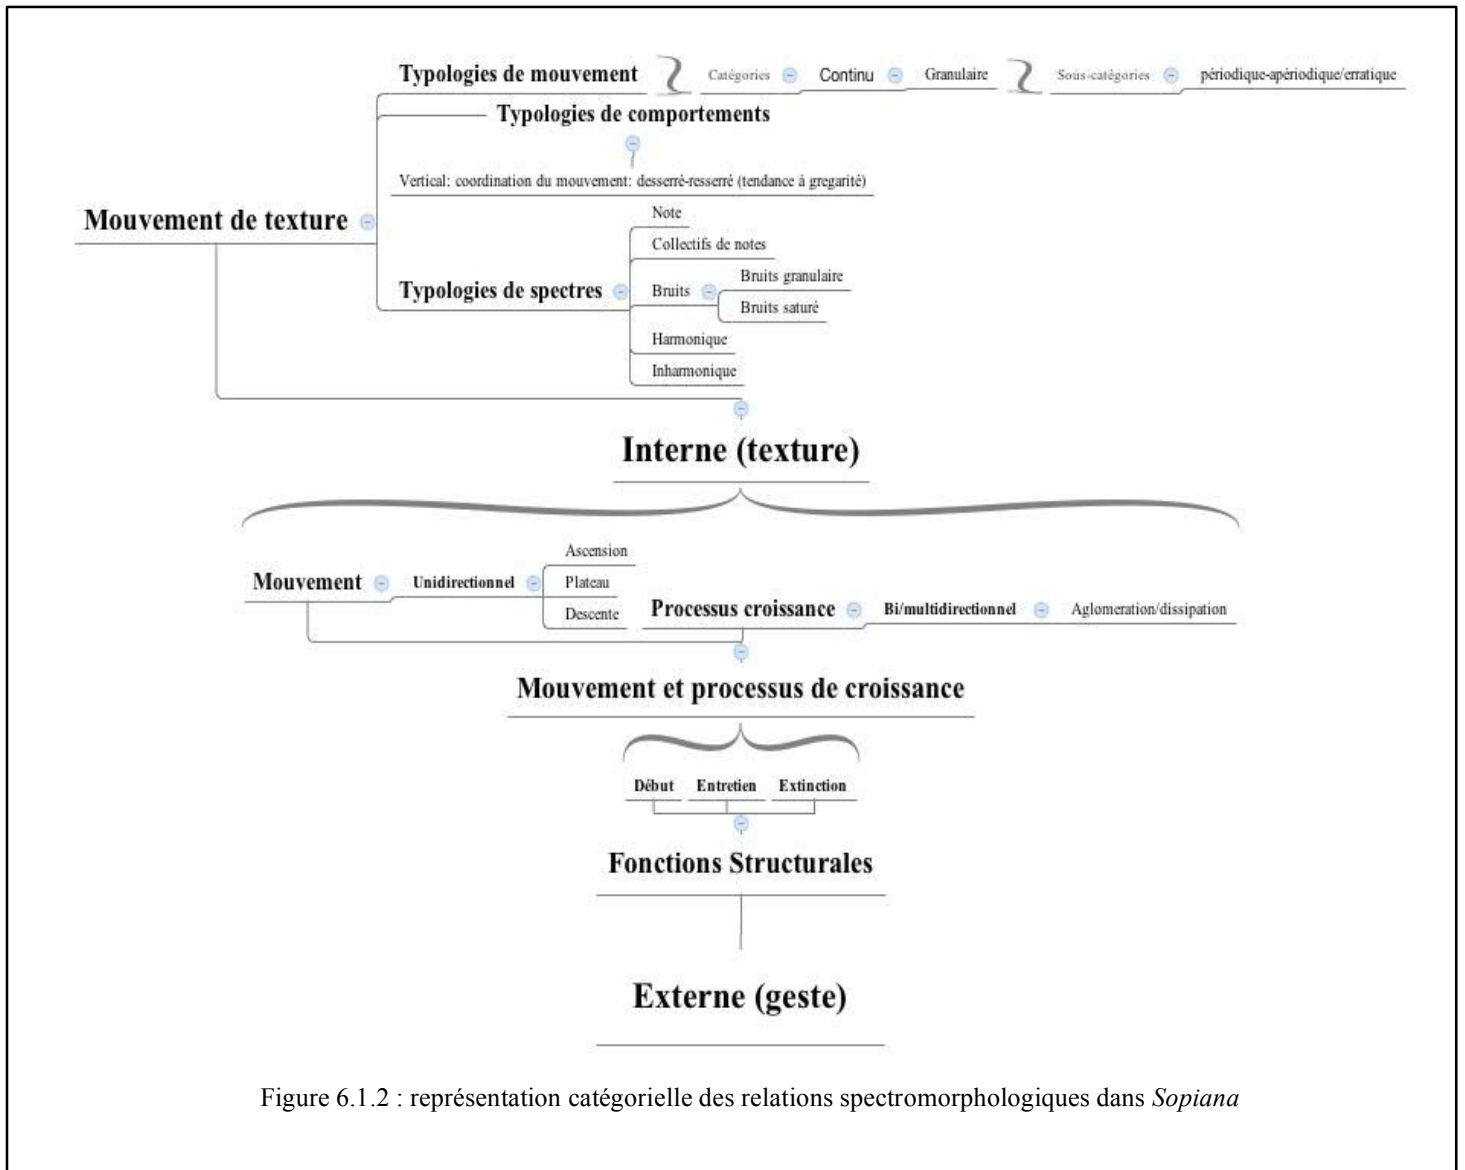 Typologies de mouvement Catégories Continu Granulaire Sous-catégories périodique-apériodique/erratique
Typologies de comportements
Vertical: coordination du mouvement: desserré-resserré (tendance à gregarité)
Mouvement de texture
Note
Collectifs de notes
Typologies de spectres
Bruits
Bruits granulaire
Bruits saturé
Harmonique
Inharmonique
Interne (texture)
Mouvement
Unidirectionnel
Ascension
Plateau
Descente
Processus croissance
Bi/multidirectionnel
Aglomeration/dissipation
Mouvement et processus de croissance
Début Entretien Extinction
Fonctions Structurales
Externe (geste)
Figure 6.1.2 : représentation catégorielle des relations spectromorphologiques dans Sopiana